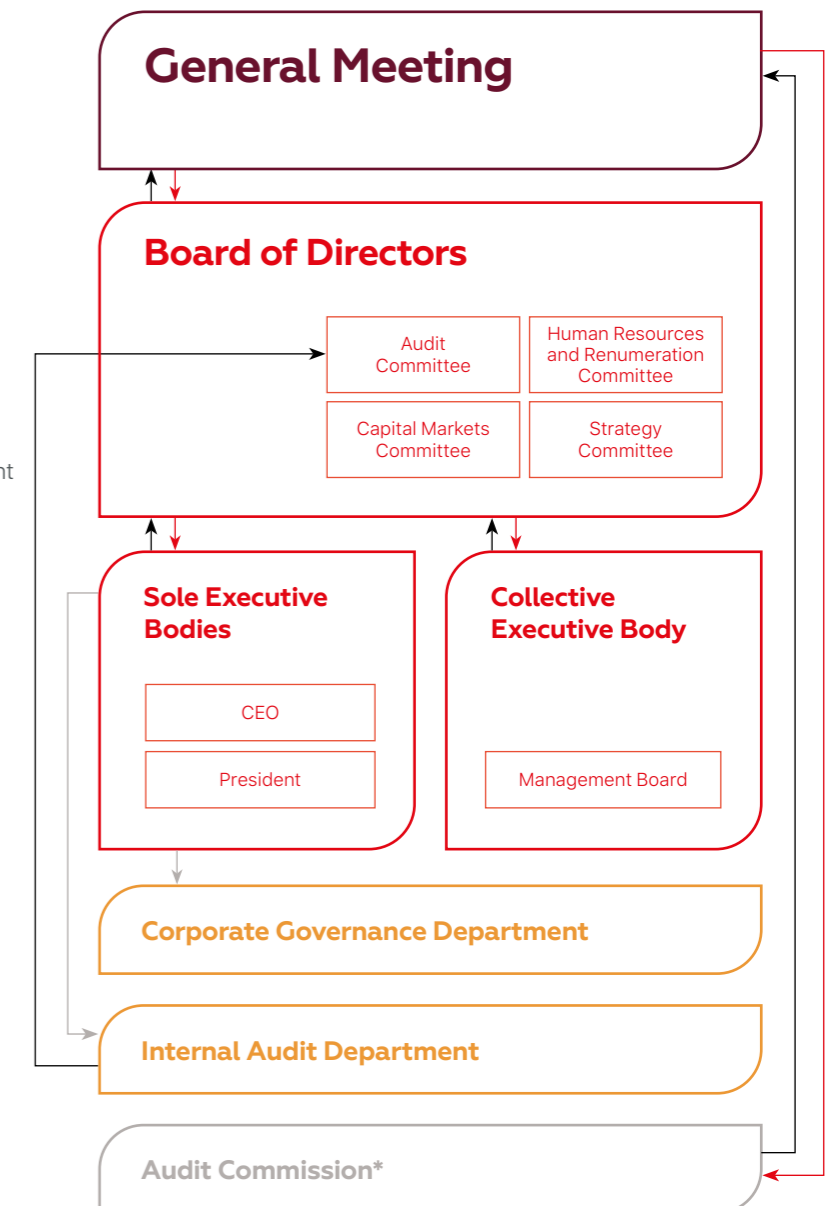 General Meeting
Board of Directors
Audit
Committee
Human Resources
and Renumeration
Committee
Capital Markets
Committee
Strategy
Committee
Sole Executive
Bodies
CEO
President
Collective
Executive Body
Management Board
Corporate Governance Department
Internal Audit Department
Audit Commission*